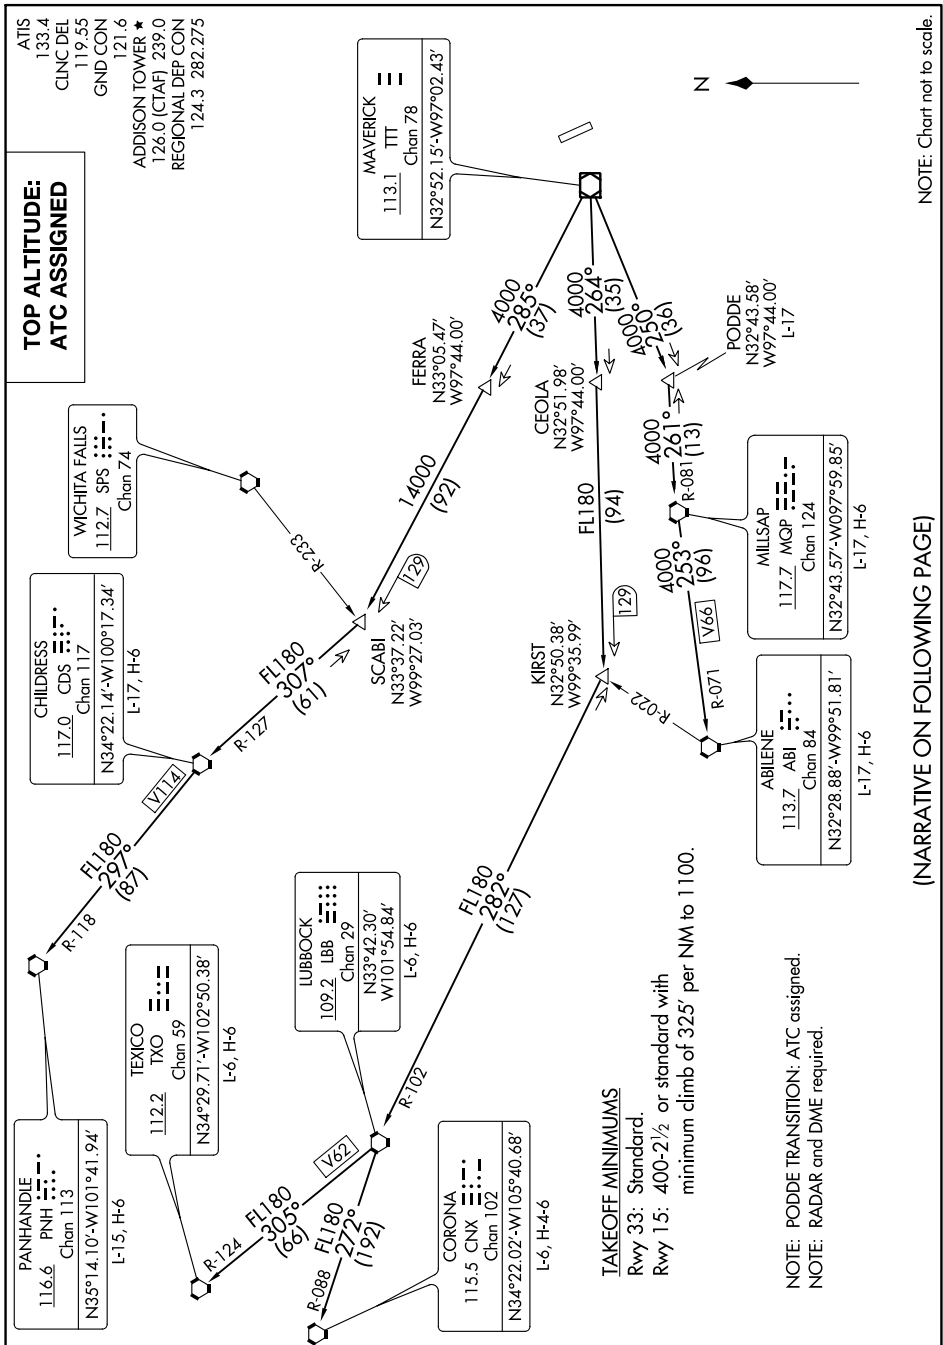 ATIS
133.4
CLNC DEL
119.55
GND CON
121.6
ADDISON TOWER ★
126.0 (CTAF) 239.0
REGIONAL DEP CON
124.3 282.275
TOP ALTITUDE:
ATC ASSIGNED
PANHANDLE
116.6 PNH
Chan 113
N35°14.10'-W101°41.94'
L-15, H-6
R-118
FL180
297°
(87)
V114
CHILDRESS
117.0 CDS
Chan 117
N34°22.14'-W100°17.34'
L-17, H-6
R-127
FL180
307°
(61)
WICHITA FALLS
112.7 SPS
Chan 74
R-233
SCABI
N33°37.22'
W99°27.03'
129
14000
(92)
FERRA
N33°05.47'
W97°44.00'
4000
285°
(37)
MAVERICK
113.1 TTT
Chan 78
N32°52.15'-W97°02.43'
N
TEXICO
112.2 TXO
Chan 59
N34°29.71'-W102°50.38'
L-6, H-6
R-124
FL180
305°
(66)
V62
LUBBOCK
109.2 LBB
Chan 29
N33°42.30'
W101°54.84'
L-6, H-6
R-088
FL180
272°
(192)
CORONA
115.5 CNX
Chan 102
N34°22.02'-W105°40.68'
L-6, H-4-6
R-102
FL180
282°
(127)
KIRST
N32°50.38'
W99°35.99'
129
FL180
(94)
CEOLA
N32°51.98'
W97°44.00'
4000
264°
(35)
4000
250°
(36)
PODDE
N32°43.58'
W97°44.00'
L-17
4000
261°
(13)
R-081
MILLSAP
117.7 MQP
Chan 124
N32°43.57'-W097°59.85'
L-17, H-6
4000
253°
(96)
V66
R-071
R-022
ABILENE
113.7 ABI
Chan 84
N32°28.88'-W99°51.81'
L-17, H-6
TAKEOFF MINIMUMS
Rwy 33: Standard.
Rwy 15: 400-2½ or standard with
minimum climb of 325' per NM to 1100.
NOTE: PODDE TRANSITION: ATC assigned.
NOTE: RADAR and DME required.
NOTE: Chart not to scale.
(NARRATIVE ON FOLLOWING PAGE)